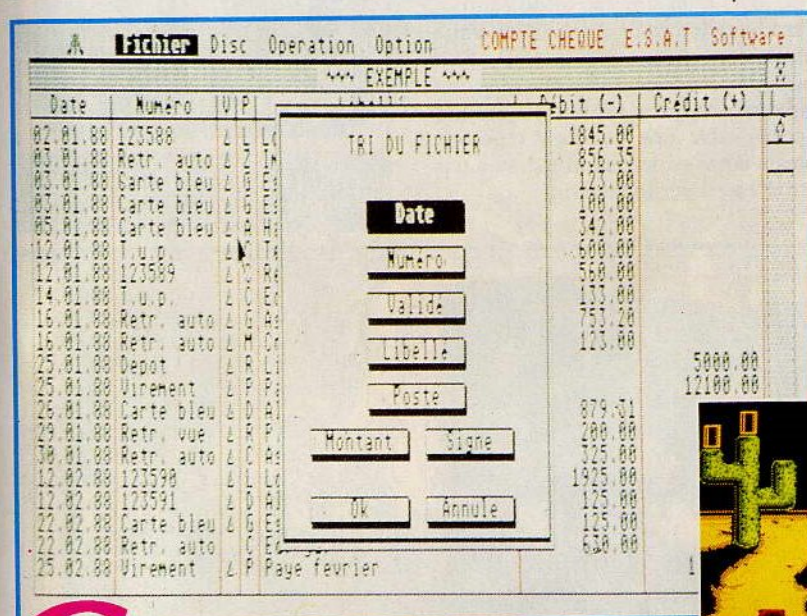 Fichier Disc Operation Option COMPTE CHEQUE E.S.A.T Software
EXEMPLE
Date Numéro V P Débit (-) Crédit (+)
TRI DU FICHIER
02.01.88 123588 L 1845.00
03.01.88 Retr. auto Z 856.35
03.01.88 Carte bleu G 123.00
03.01.88 Carte bleu G 100.00
05.01.88 Carte bleu A 342.00
Date
12.01.88 T.u.p. 600.00
Numéro
12.01.88 123589 C 560.00
14.01.88 T.u.p. C 133.00
Validé
16.01.88 Retr. auto G 753.20
16.01.88 Retr. auto M 123.00
Libellé
25.01.88 Depot R 5000.00
25.01.88 Virement P 12100.00
Poste
26.01.88 Carte bleu D 879.31
29.01.88 Retr. vue R 200.00
Montant Signe
30.01.88 Retr. auto C 325.00
12.02.88 123590 L 1925.00
12.02.88 123591 D 125.00
Ok Annule
22.02.88 Carte bleu G 125.00
22.02.88 Retr. auto C 630.00
25.02.88 Virement P Paye fevrier 1